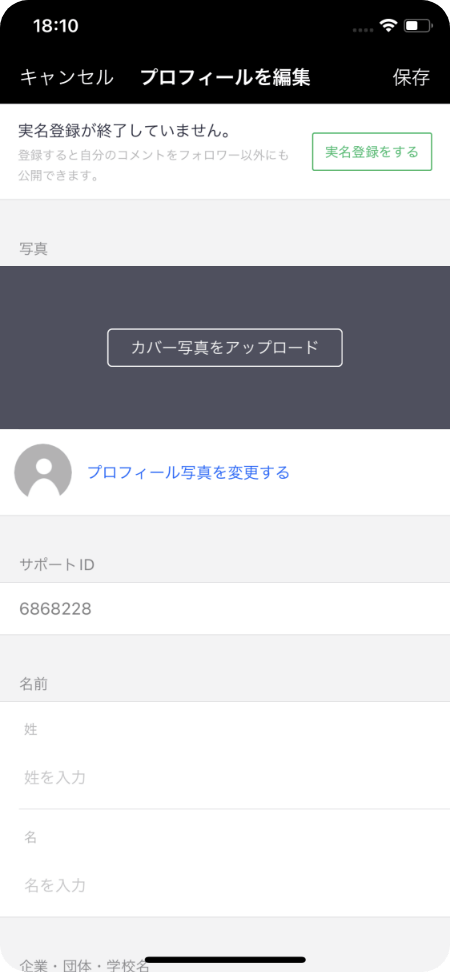 18:10
キャンセル プロフィールを編集 保存
実名登録が終了していません。
登録すると自分のコメントをフォロワー以外にも
公開できます。
実名登録をする
写真
カバー写真をアップロード
プロフィール写真を変更する
サポートID
6868228
名前
姓
姓を入力
名
名を入力
企業・団体・学校名